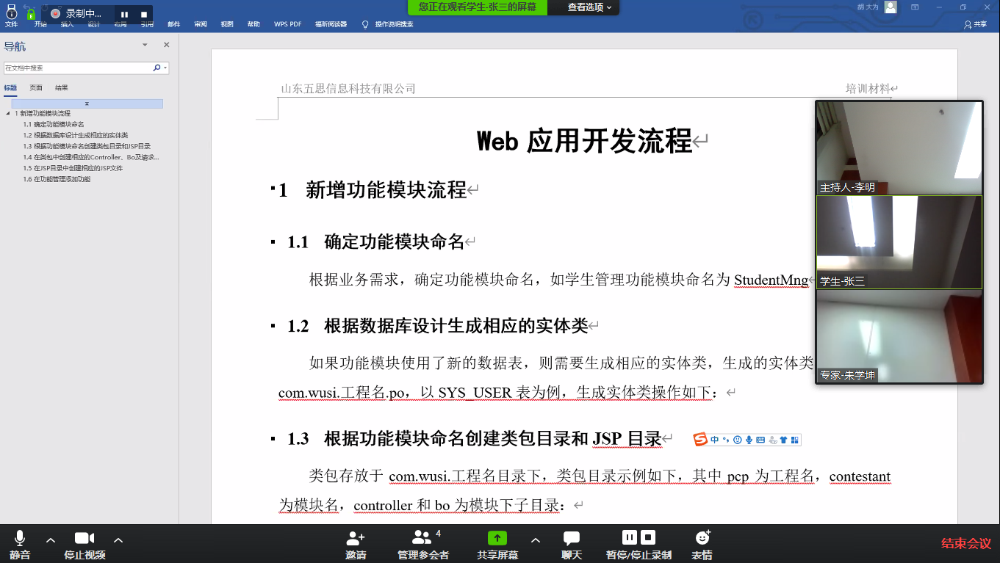 录制中...
您正在观看学生-张三的屏幕
查看选项
胡 大为
文件 开始 插入 设计 布局 引用 邮件 审阅 视图 帮助 WPS PDF 福昕阅读器 操作说明搜索
共享
导航
在文档中搜索
标题 页面 结果
1 新增功能模块流程
1.1 确定功能模块命名
1.2 根据数据库设计生成相应的实体类
1.3 根据功能模块命名创建类包目录和JSP目录
1.4 在类包中创建相应的Controller、Bo及请求...
1.5 在JSP目录中创建相应的JSP文件
1.6 在功能管理添加功能
山东五思信息科技有限公司 培训材料
Web 应用开发流程
1 新增功能模块流程
1.1 确定功能模块命名
根据业务需求，确定功能模块命名，如学生管理功能模块命名为 StudentMng
1.2 根据数据库设计生成相应的实体类
如果功能模块使用了新的数据表，则需要生成相应的实体类，生成的实体类
com.wusi.工程名.po，以 SYS_USER 表为例，生成实体类操作如下：
1.3 根据功能模块命名创建类包目录和 JSP 目录
中
类包存放于 com.wusi.工程名目录下，类包目录示例如下，其中 pcp 为工程名，contestant
为模块名，controller 和 bo 为模块下子目录：
主持人-李明
学生-张三
专家-朱学坤
静音 停止视频 邀请 管理参会者 4 共享屏幕 聊天 暂停/停止录制 表情 结束会议